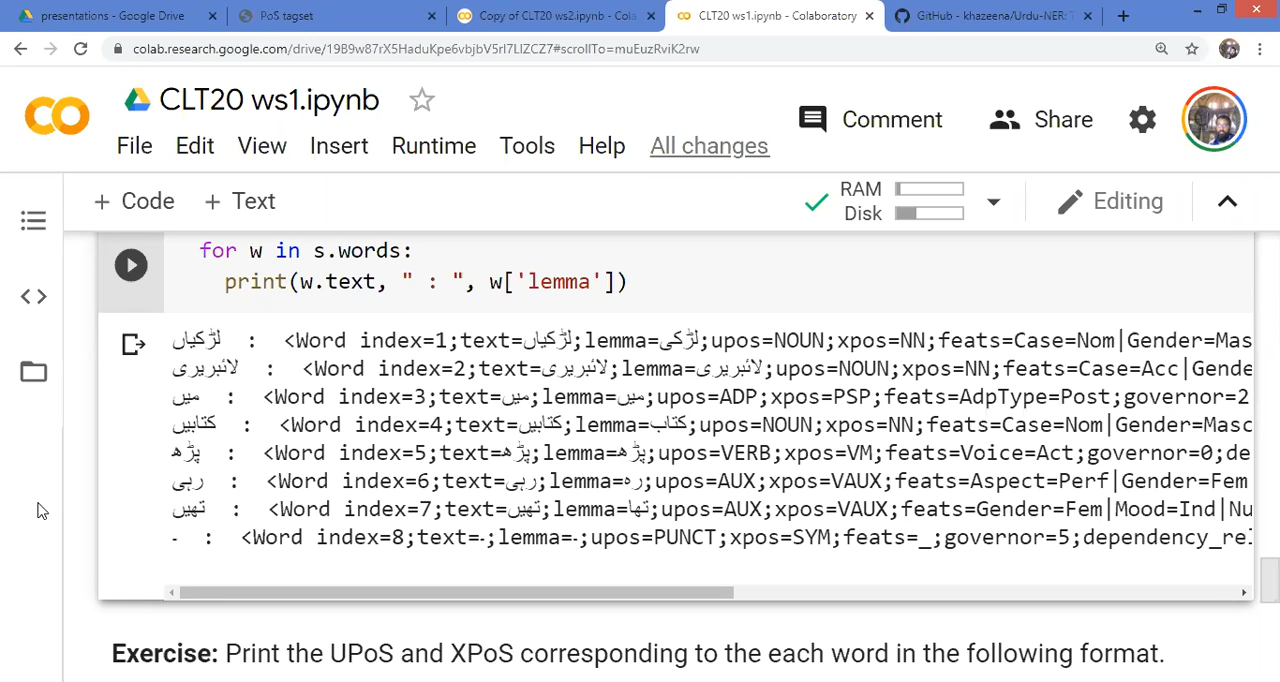 presentations - Google Drive
PoS tagset
Copy of CLT20 ws2.ipynb - Cola
CLT20 ws1.ipynb - Colaboratory
GitHub - khazeena/Urdu-NER: T
colab.research.google.com/drive/19B9w87rX5HaduKpe6vbjbV5rI7LIZCZ7#scrollTo=muEuzRviK2rw
CLT20 ws1.ipynb
Comment
Share
File Edit View Insert Runtime Tools Help All changes
+ Code + Text
RAM
Disk
Editing
for w in s.words:
print(w.text, " : ", w['lemma'])
لڑکیاں : <Word index=1;text=لڑکیاں;lemma=لڑکی;upos=NOUN;xpos=NN;feats=Case=Nom|Gender=Mas
لائبریری : <Word index=2;text=لائبریری;lemma=لائبریری;upos=NOUN;xpos=NN;feats=Case=Acc|Gende
میں : <Word index=3;text=میں;lemma=میں;upos=ADP;xpos=PSP;feats=AdpType=Post;governor=2
کتابیں : <Word index=4;text=کتابیں;lemma=کتاب;upos=NOUN;xpos=NN;feats=Case=Nom|Gender=Masc
پڑھ : <Word index=5;text=پڑھ;lemma=پڑھ;upos=VERB;xpos=VM;feats=Voice=Act;governor=0;de
رہی : <Word index=6;text=رہی;lemma=رہ;upos=AUX;xpos=VAUX;feats=Aspect=Perf|Gender=Fem
تھیں : <Word index=7;text=تھیں;lemma=تھا;upos=AUX;xpos=VAUX;feats=Gender=Fem|Mood=Ind|Nu
۔ : <Word index=8;text=۔;lemma=۔;upos=PUNCT;xpos=SYM;feats=_;governor=5;dependency_rel
Exercise: Print the UPoS and XPoS corresponding to the each word in the following format.